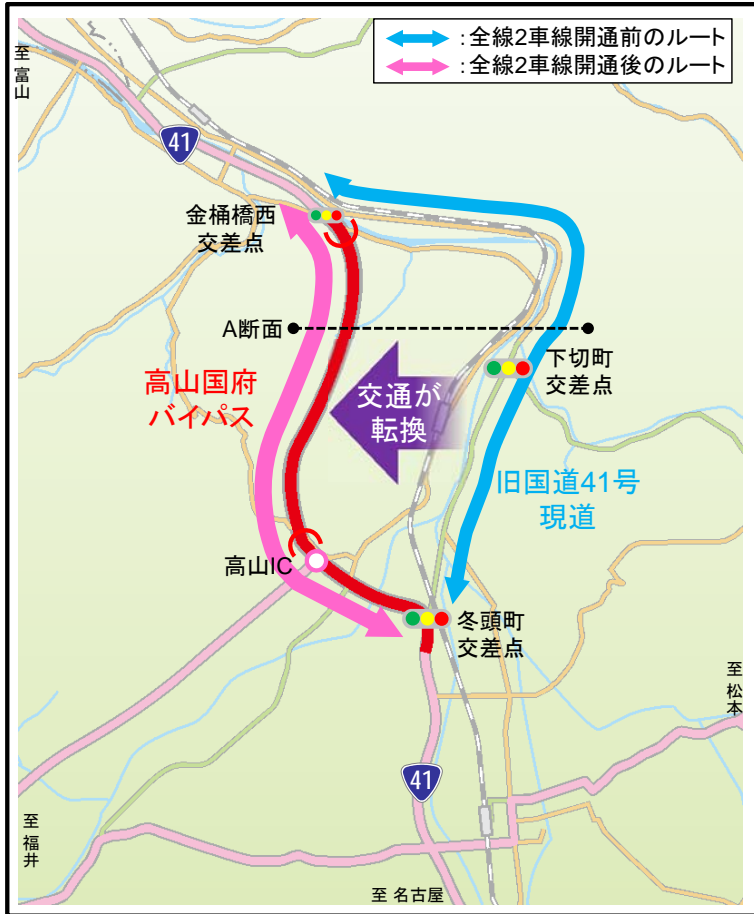 ：全線2車線開通前のルート
：全線2車線開通後のルート
至 富山
41
金桶橋西
交差点
A断面
下切町
交差点
高山国府
バイパス
交通が
転換
旧国道41号
現道
高山IC
冬頭町
交差点
至 松本
41
至 福井
至 名古屋